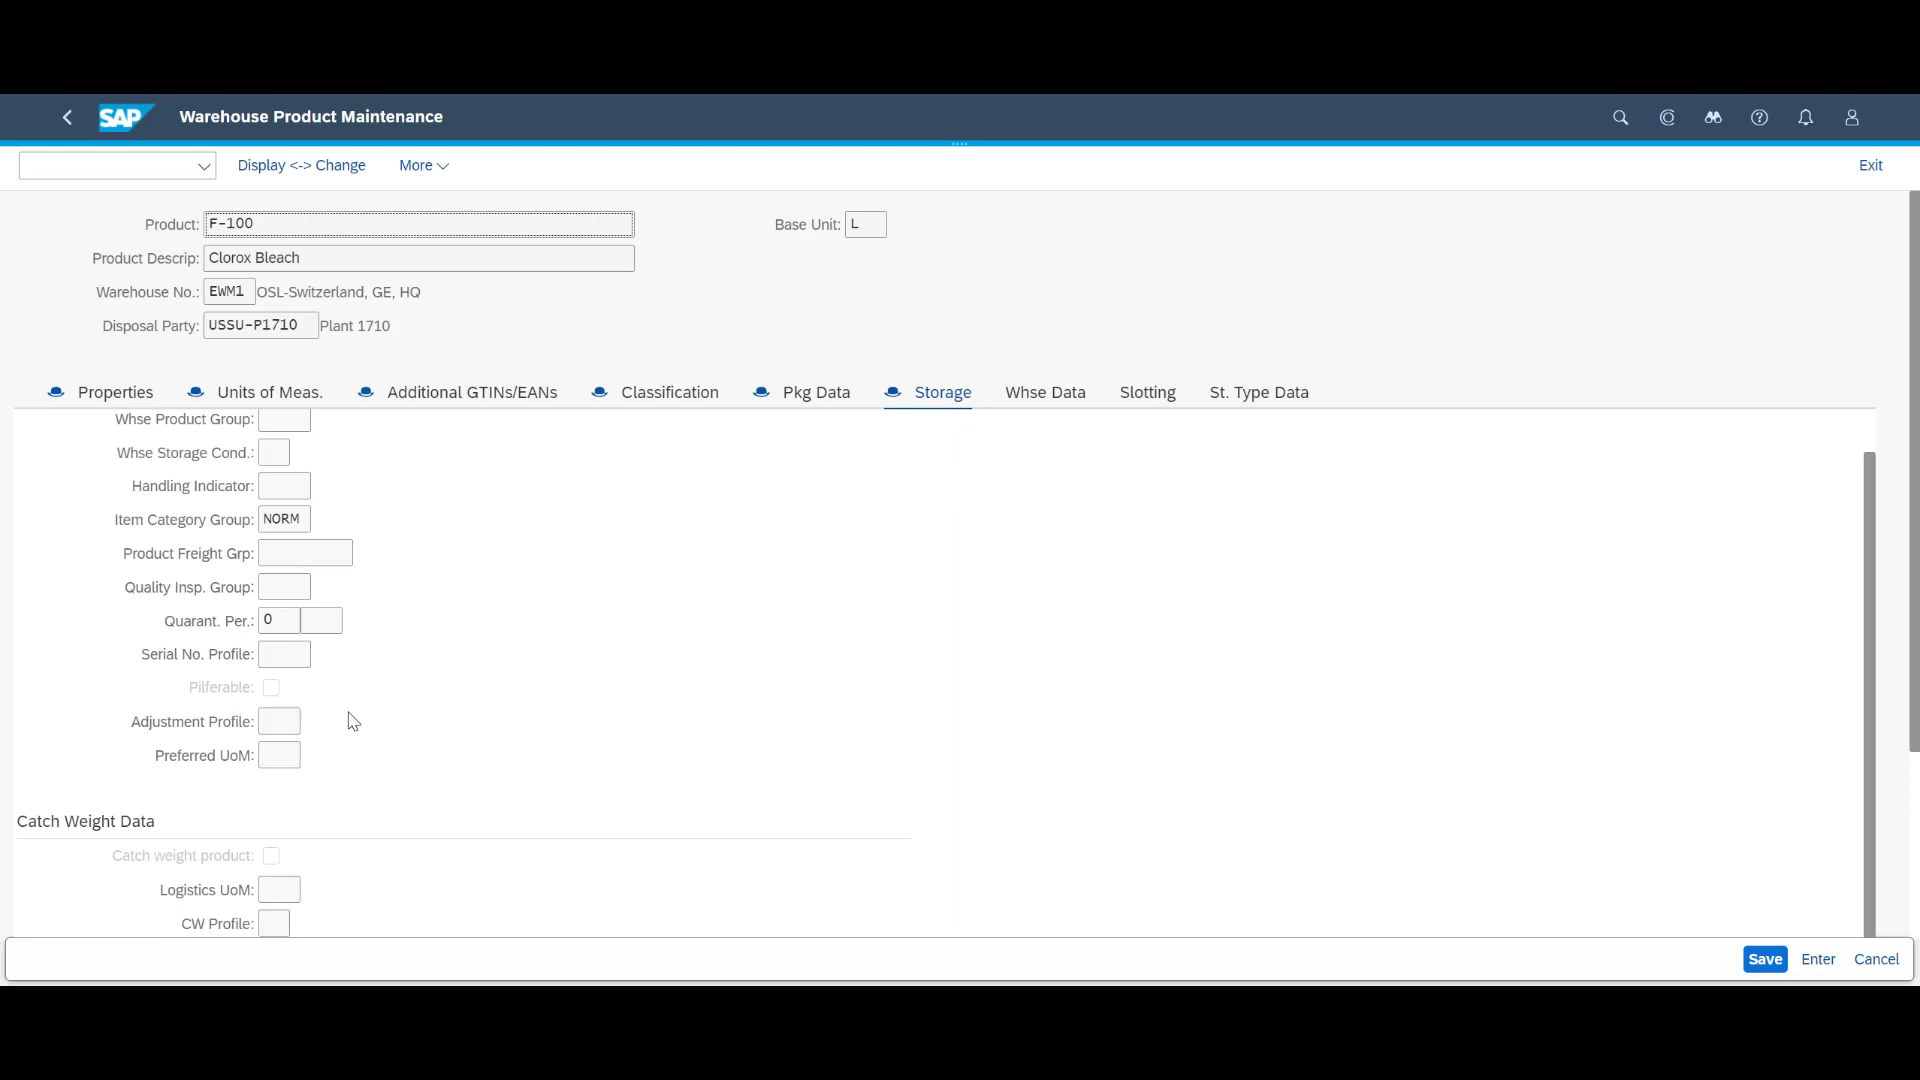 SAP Warehouse Product Maintenance
Display <-> Change More Exit
Product: F-100 Base Unit: L
Product Descrip: Clorox Bleach
Warehouse No.: EWM1 OSL-Switzerland, GE, HQ
Disposal Party: USSU-P1710 Plant 1710
Properties Units of Meas. Additional GTINs/EANs Classification Pkg Data Storage Whse Data Slotting St. Type Data
Whse Product Group:
Whse Storage Cond.:
Handling Indicator:
Item Category Group: NORM
Product Freight Grp:
Quality Insp. Group:
Quarant. Per.: 0
Serial No. Profile:
Pilferable:
Adjustment Profile:
Preferred UoM:
Catch Weight Data
Catch weight product:
Logistics UoM:
CW Profile:
Save Enter Cancel